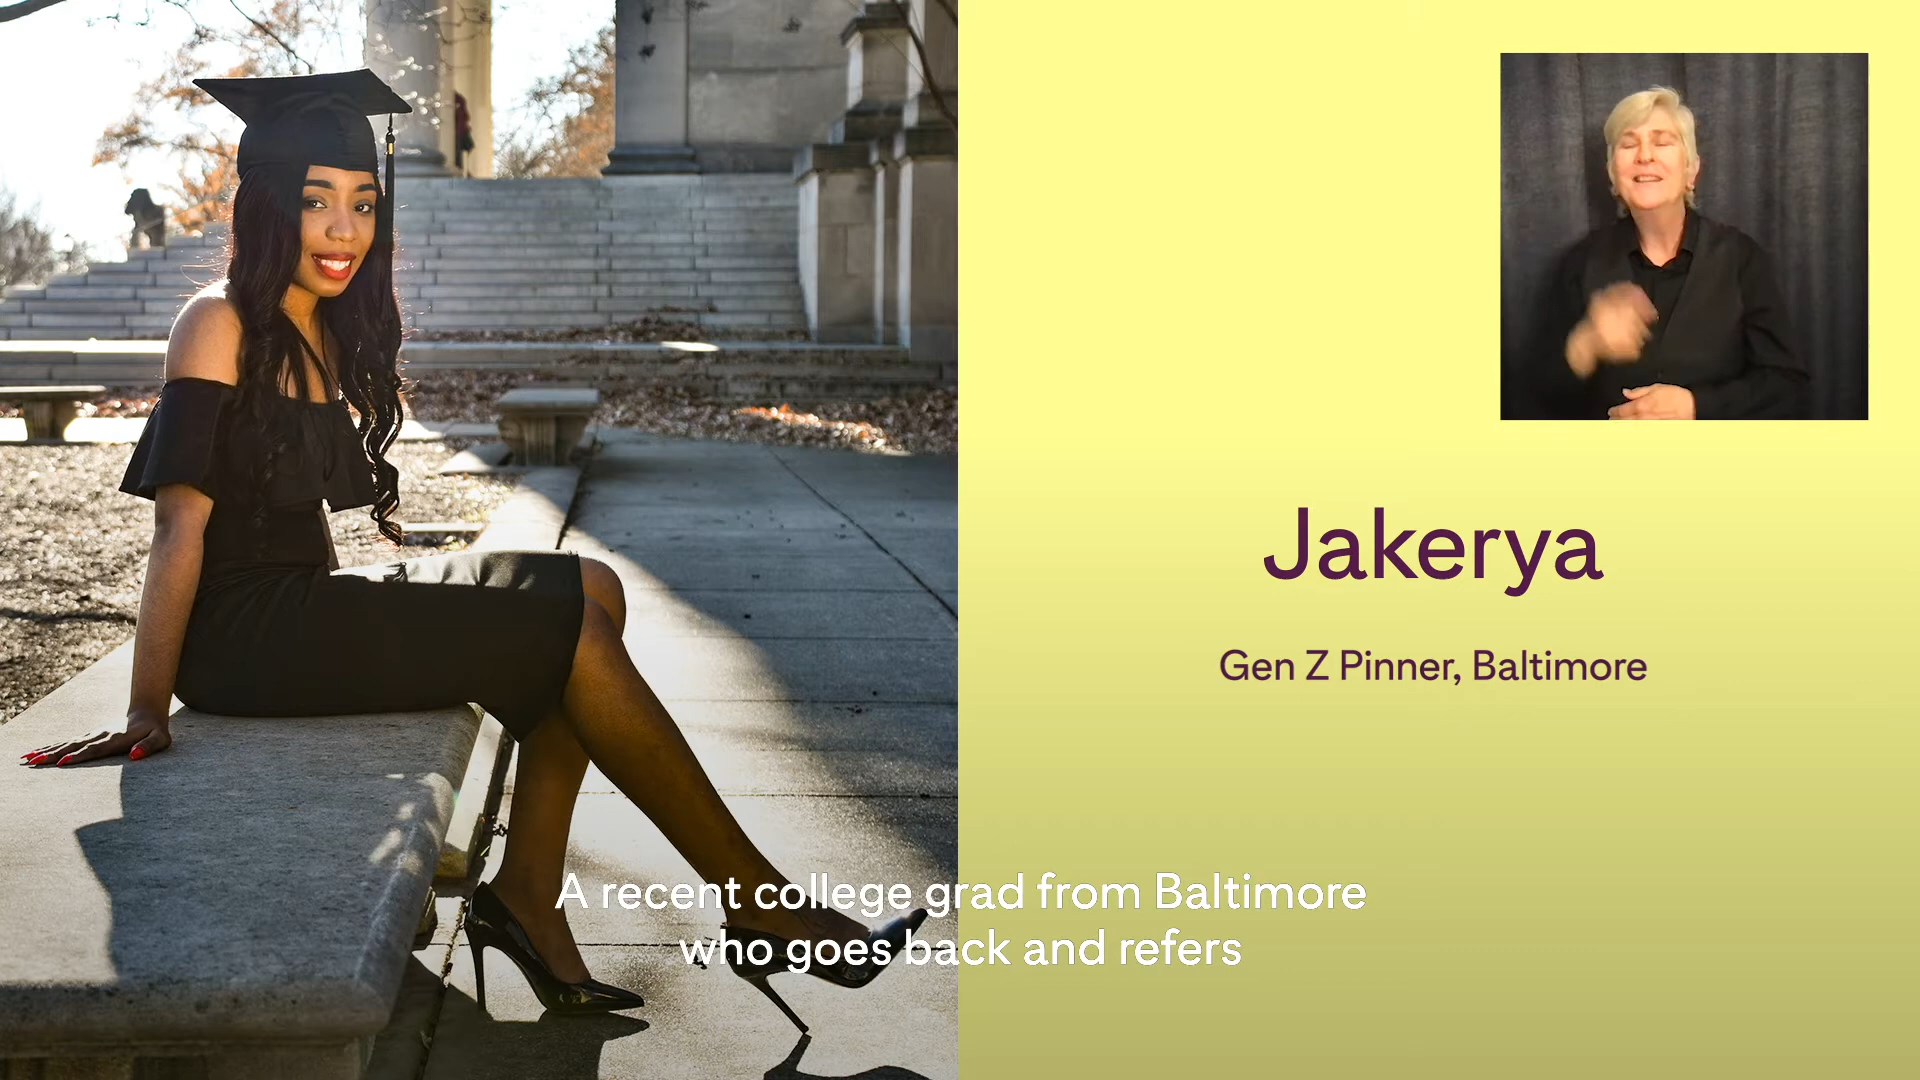 Jakerya
Gen Z Pinner, Baltimore
A recent college grad from Baltimore
who goes back and refers